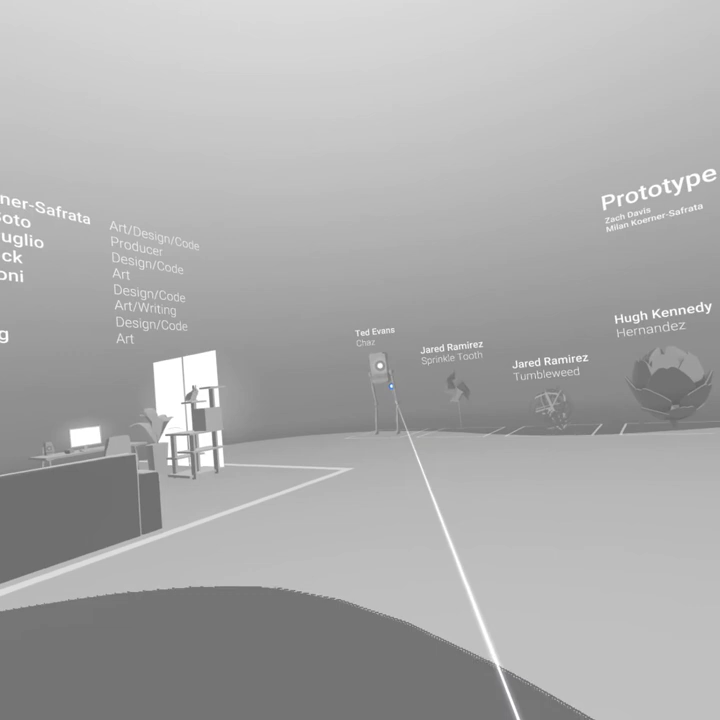 ner-Safrata
oto
uglio
ck
oni
g
Art/Design/Code
Producer
Design/Code
Art
Design/Code
Art/Writing
Design/Code
Art
Ted Evans
Chaz
Jared Ramirez
Sprinkle Tooth
Jared Ramirez
Tumbleweed
Hugh Kennedy
Hernandez
Prototype
Zach Davis
Milan Koerner-Safrata